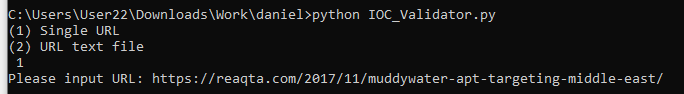 C:\Users\User22\Downloads\Work\daniel>python IOC_Validator.py
(1) Single URL
(2) URL text file
1
Please input URL: https://reaqta.com/2017/11/muddywater-apt-targeting-middle-east/